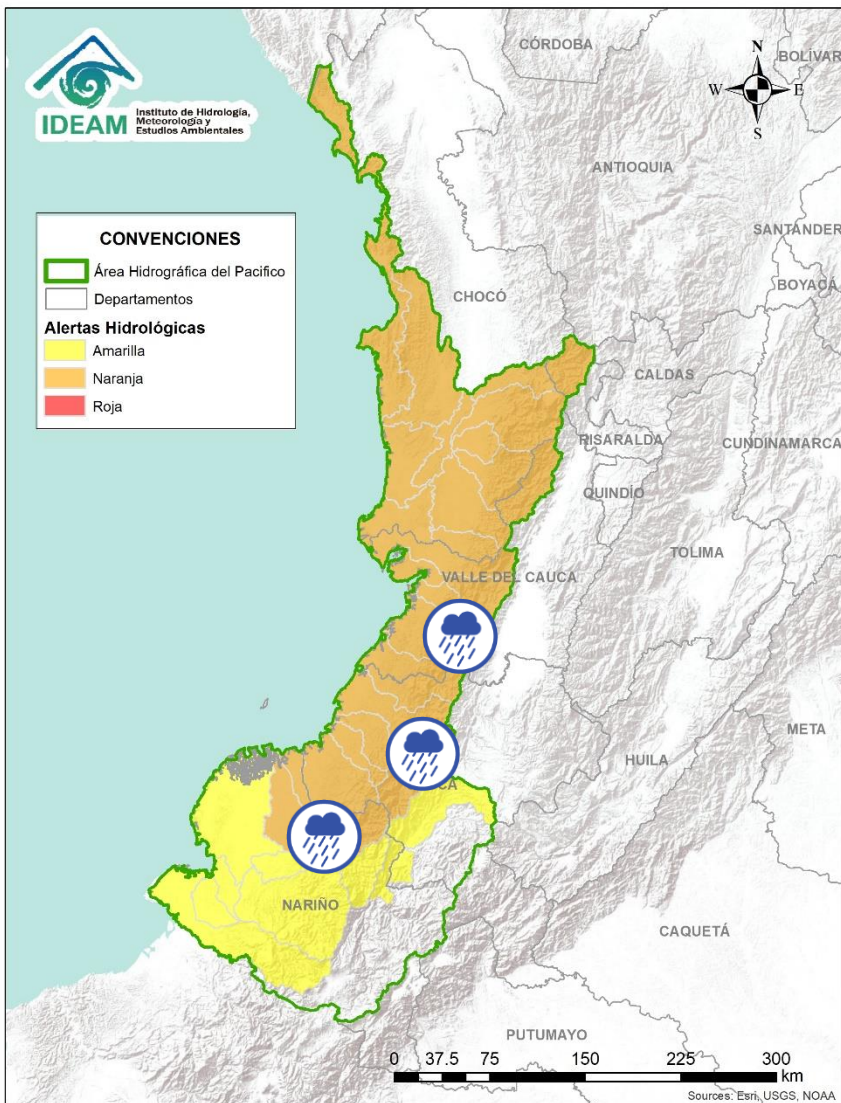 IDEAM
Instituto de Hidrología,
Meteorología y
Estudios Ambientales
CÓRDOBA
BOLÍVAR
N
W
E
S
ANTIOQUIA
SANTANDER
BOYACÁ
CONVENCIONES
Área Hidrográfica del Pacifico
Departamentos
Alertas Hidrológicas
Amarilla
Naranja
Roja
CHOCÓ
CALDAS
RISARALDA
CUNDINAMARCA
QUINDÍO
TOLIMA
VALLE DEL CAUCA
META
HUILA
CA
NARIÑO
CAQUETÁ
PUTUMAYO
0 37.5 75 150 225 300
km
Sources: Esri, USGS, NOAA